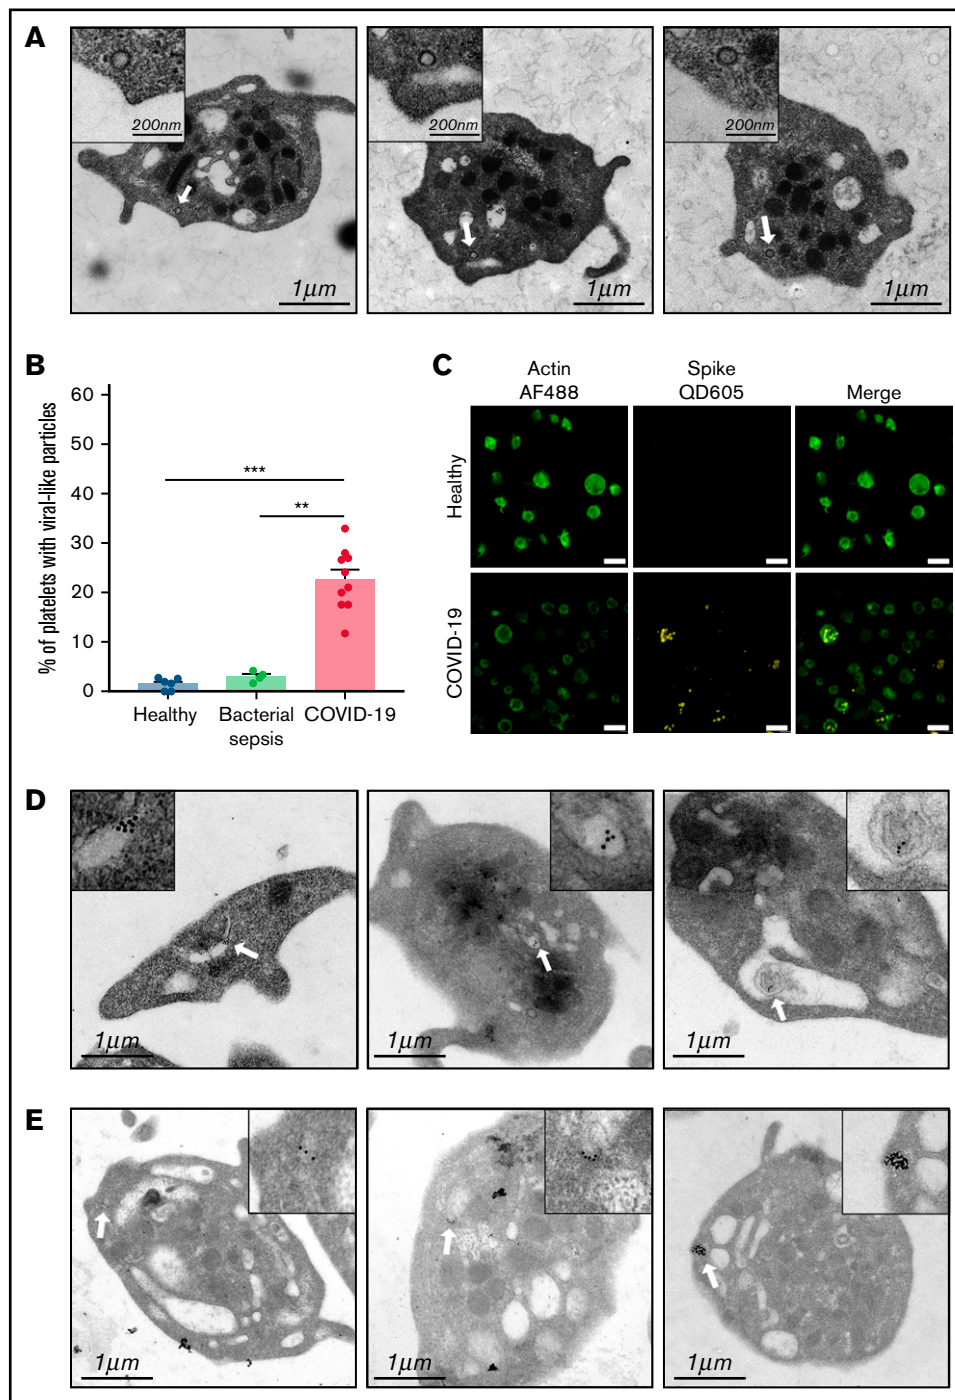 A
200nm
200nm
200nm
1µm
1µm
1µm
B
% of platelets with viral-like particles
60
50
40
30
20
10
0
***
**
Healthy
Bacterial
sepsis
COVID-19
C
Actin
AF488
Spike
QD605
Merge
Healthy
COVID-19
D
1µm
1µm
1µm
E
1µm
1µm
1µm